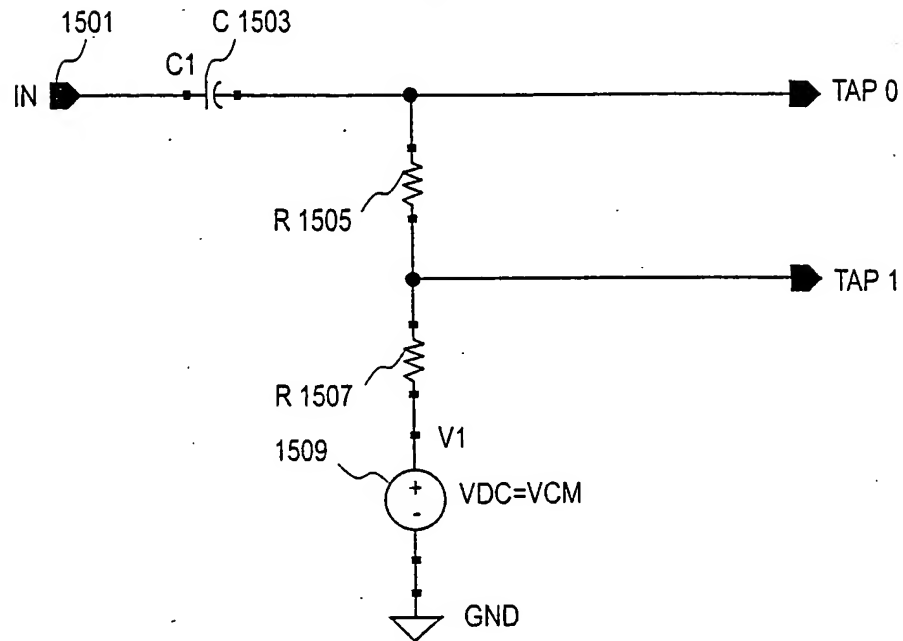 1501
C 1503
C1
IN
TAP 0
R 1505
TAP 1
R 1507
V1
1509
+
VDC=VCM
-
GND